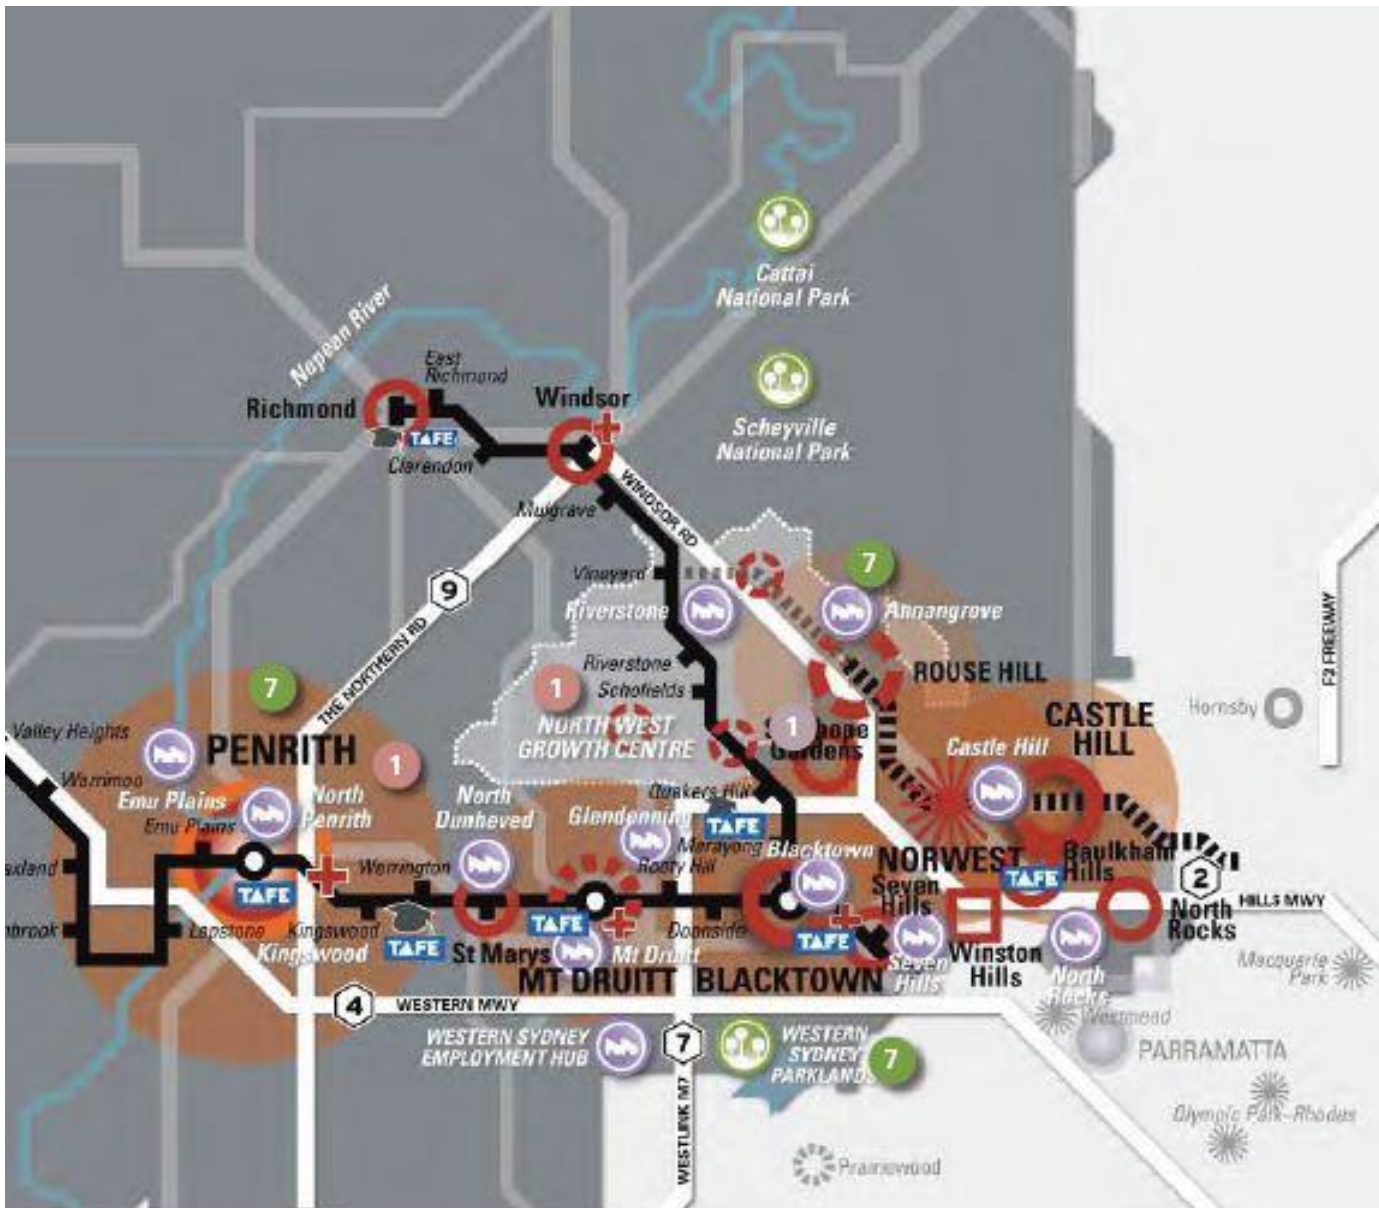 Cattai
National Park
Nepean River
East
Richmond
Richmond
Windsor
TAFE
Clarendon
Scheyville
National Park
WINDSOR RD
Mulgrave
Vineyard
7
9
Riverstone
Annangrove
F2 FREEWAY
THE NORTHERN RD
Riverstone
Schofields
ROUSE HILL
7
1
Hornsby
Valley Heights
NORTH WEST
GROWTH CENTRE
1
Gardens
CASTLE
HILL
PENRITH
1
Castle Hill
Warrimoo
Emu Plains
North
Penrith
North
Dunheved
Quakers Hill
Glendenning
Emu Plains
TAFE
Marayong
Blacktown
NORWEST
Baulkham
Hills
Werrington
Rooty Hill
Seven
Hills
TAFE
2
TAFE
HILLS MWY
Lapstone
Kingswood
Kingswood
TAFE
St Marys
TAFE
Mt Druitt
Doonside
TAFE
Seven
Hills
Winston
Hills
North
Rocks
North
Rocks
MT DRUITT
BLACKTOWN
Macquarie
Park
4
WESTERN MWY
Westmead
WESTERN SYDNEY
EMPLOYMENT HUB
7
WESTERN
SYDNEY
PARKLANDS
7
PARRAMATTA
WESTLINK M7
Olympic Park-Rhodes
Prairiewood